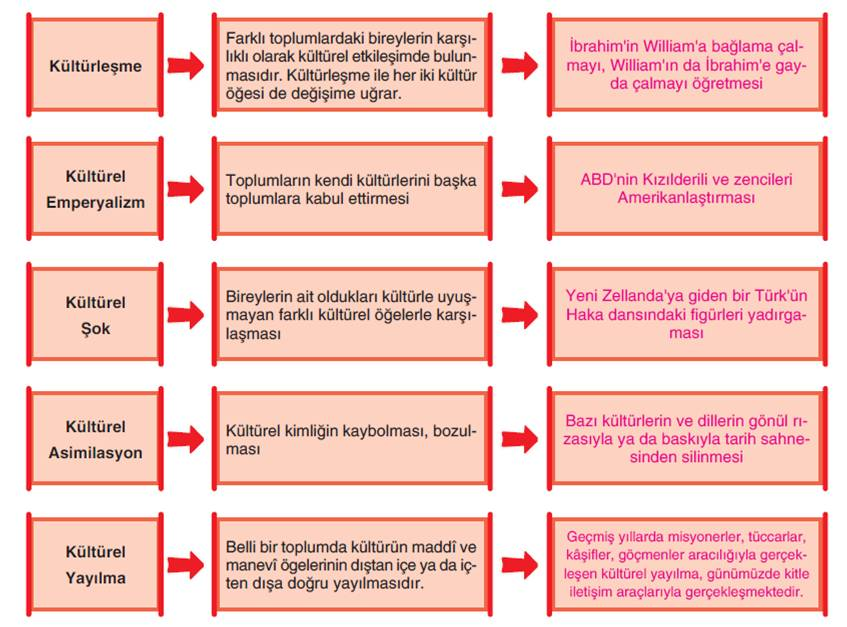 Kültürleşme
Farklı toplumlardaki bireylerin karşı-
lıklı olarak kültürel etkileşimde bulun-
masıdır. Kültürleşme ile her iki kültür
öğesi de değişime uğrar.
İbrahim'in William'a bağlama çal-
mayı, William'ın da İbrahim'e gay-
da çalmayı öğretmesi
Kültürel
Emperyalizm
Toplumların kendi kültürlerini başka
toplumlara kabul ettirmesi
ABD'nin Kızılderili ve zencileri
Amerikanlaştırması
Kültürel
Şok
Bireylerin ait oldukları kültürle uyuş-
mayan farklı kültürel öğelerle karşı-
laşması
Yeni Zellanda'ya giden bir Türk'ün
Haka dansındaki figürleri yadırga-
ması
Kültürel
Asimilasyon
Kültürel kimliğin kaybolması, bozul-
ması
Bazı kültürlerin ve dillerin gönül rı-
zasıyla ya da baskıyla tarih sahne-
sinden silinmesi
Kültürel
Yayılma
Belli bir toplumda kültürün maddî ve
manevî ögelerinin dıştan içe ya da iç-
ten dışa doğru yayılmasıdır.
Geçmiş yıllarda misyonerler, tüccarlar,
kâşifler, göçmenler aracılığıyla gerçek-
leşen kültürel yayılma, günümüzde kitle
iletişim araçlarıyla gerçekleşmektedir.